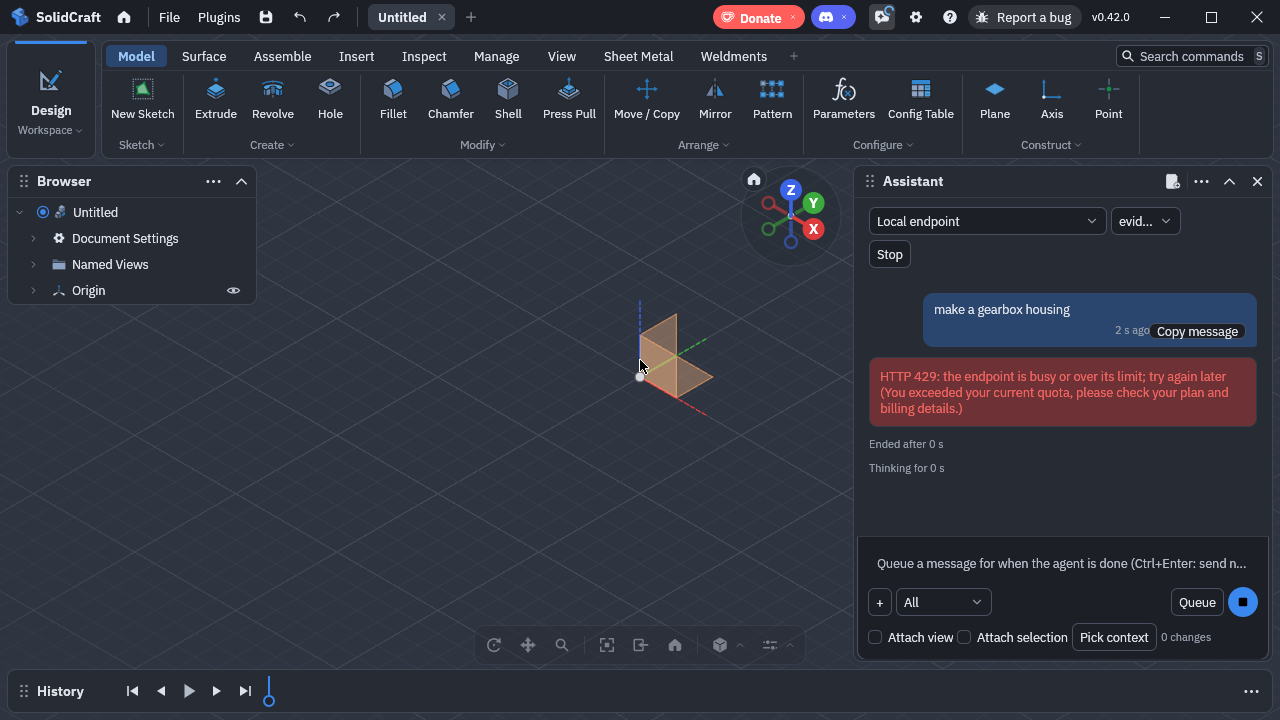 SolidCraft File Plugins Untitled Donate Report a bug v0.42.0
Design
Workspace
Model Surface Assemble Insert Inspect Manage View Sheet Metal Weldments Search commands S
New Sketch Extrude Revolve Hole Fillet Chamfer Shell Press Pull Move / Copy Mirror Pattern Parameters Config Table Plane Axis Point
Sketch Create Modify Arrange Configure Construct
Browser
Untitled
Document Settings
Named Views
Origin
Z
Y
X
Assistant
Local endpoint evid...
Stop
make a gearbox housing
2 s ago Copy message
HTTP 429: the endpoint is busy or over its limit; try again later
(You exceeded your current quota, please check your plan and
billing details.)
Ended after 0 s
Thinking for 0 s
Queue a message for when the agent is done (Ctrl+Enter: send n...
+ All Queue
Attach view Attach selection Pick context 0 changes
History